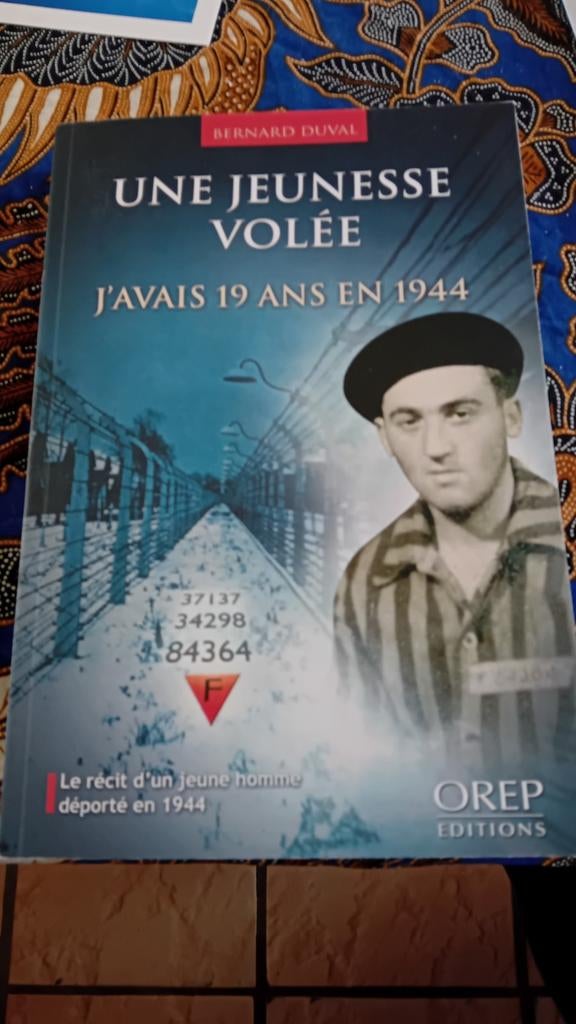 BERNARD DUVAL
UNE JEUNESSE
VOLÉE
J'AVAIS 19 ANS EN 1944
37137
34298
84364
F
Le récit d'un jeune homme
déporté en 1944
OREP
EDITIONS